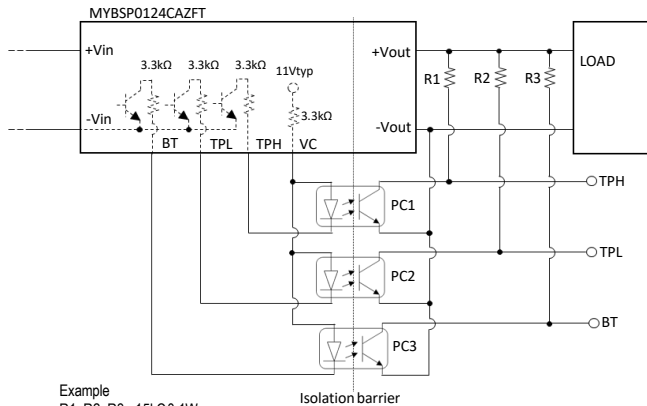 MYBSP0124CAZFT
+Vin
3.3kΩ 3.3kΩ 3.3kΩ
11Vtyp
3.3kΩ
-Vin
BT TPL TPH VC
+Vout
-Vout
R1 R2 R3
LOAD
TPH
PC1
TPL
PC2
BT
PC3
Example
Isolation barrier